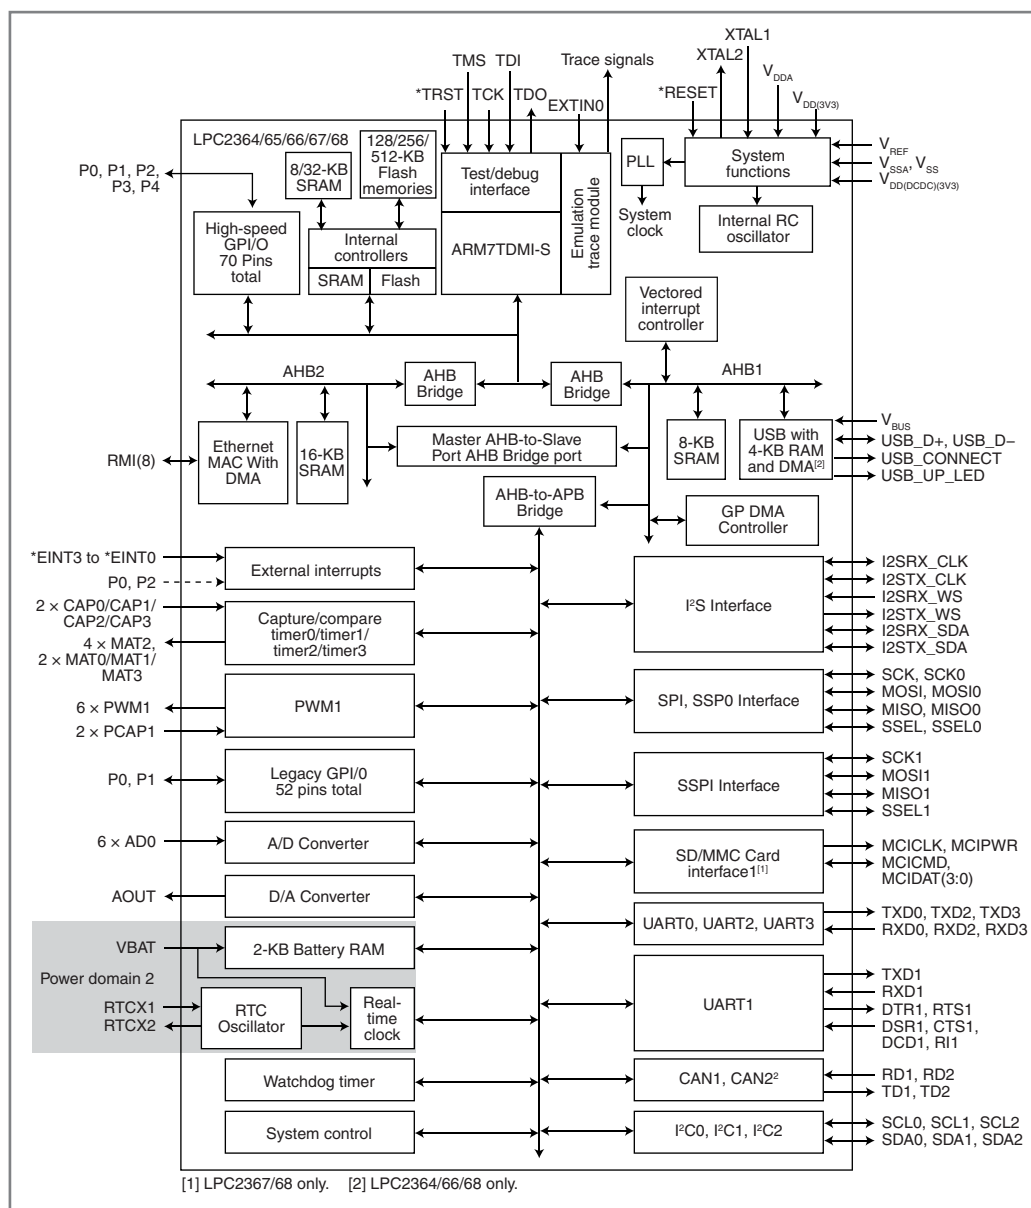 XTAL1
XTAL2
TMS
TDI
Trace signals
V_DDA
*TRST
TCK
TDO
EXTIN0
*RESET
V_DD(3V3)
LPC2364/65/66/67/68
P0, P1, P2,
P3, P4
8/32-KB
SRAM
128/256/
512-KB
Flash
memories
Test/debug
interface
ARM7TDMI-S
Emulation
trace module
PLL
System
clock
System
functions
V_REF
V_SSA, V_SS
V_DD(DCDC)(3V3)
Internal RC
oscillator
High-speed
GPI/O
70 Pins
total
Internal
controllers
SRAM
Flash
Vectored
interrupt
controller
AHB2
AHB
Bridge
AHB
Bridge
AHB1
RMI(8)
Ethernet
MAC With
DMA
16-KB
SRAM
Master AHB-to-Slave
Port AHB Bridge port
8-KB
SRAM
USB with
4-KB RAM
and DMA[2]
V_BUS
USB_D+, USB_D–
USB_CONNECT
USB_UP_LED
AHB-to-APB
Bridge
GP DMA
Controller
*EINT3 to *EINT0
P0, P2
External interrupts
2 × CAP0/CAP1/
CAP2/CAP3
4 × MAT2,
2 × MAT0/MAT1/
MAT3
Capture/compare
timer0/timer1/
timer2/timer3
I²S Interface
I2SRX_CLK
I2STX_CLK
I2SRX_WS
I2STX_WS
I2SRX_SDA
I2STX_SDA
6 × PWM1
2 × PCAP1
PWM1
SPI, SSP0 Interface
SCK, SCK0
MOSI, MOSI0
MISO, MISO0
SSEL, SSEL0
P0, P1
Legacy GPI/0
52 pins total
SSPI Interface
SCK1
MOSI1
MISO1
SSEL1
6 × AD0
A/D Converter
SD/MMC Card
interface1[1]
MCICLK, MCIPWR
MCICMD,
MCIDAT(3:0)
AOUT
D/A Converter
UART0, UART2, UART3
TXD0, TXD2, TXD3
RXD0, RXD2, RXD3
VBAT
2-KB Battery RAM
Power domain 2
RTCX1
RTCX2
RTC
Oscillator
Real-
time
clock
UART1
TXD1
RXD1
DTR1, RTS1
DSR1, CTS1,
DCD1, RI1
Watchdog timer
CAN1, CAN2²
RD1, RD2
TD1, TD2
System control
I²C0, I²C1, I²C2
SCL0, SCL1, SCL2
SDA0, SDA1, SDA2
[1] LPC2367/68 only. [2] LPC2364/66/68 only.